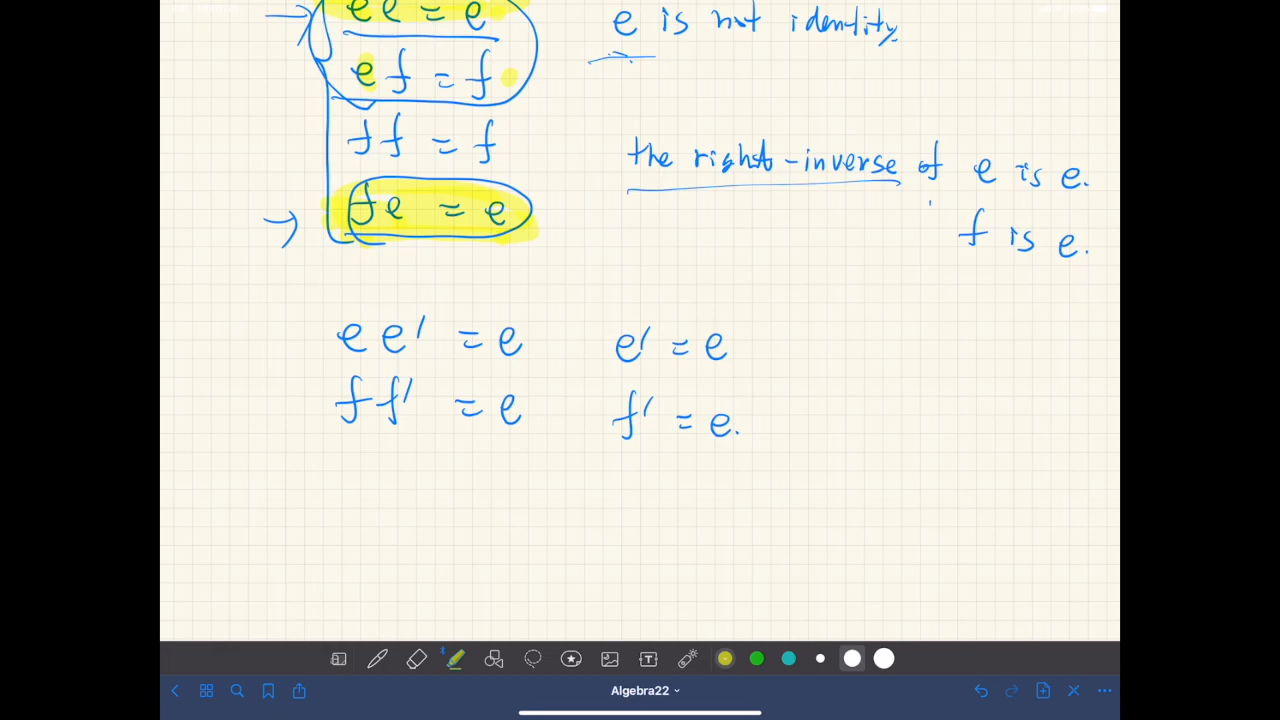 ee = e
e is not identity.
ef = f
ff = f
the right-inverse of e is e.
fe = e
f is e.
ee' = e
e' = e
ff' = e
f' = e.
Algebra22